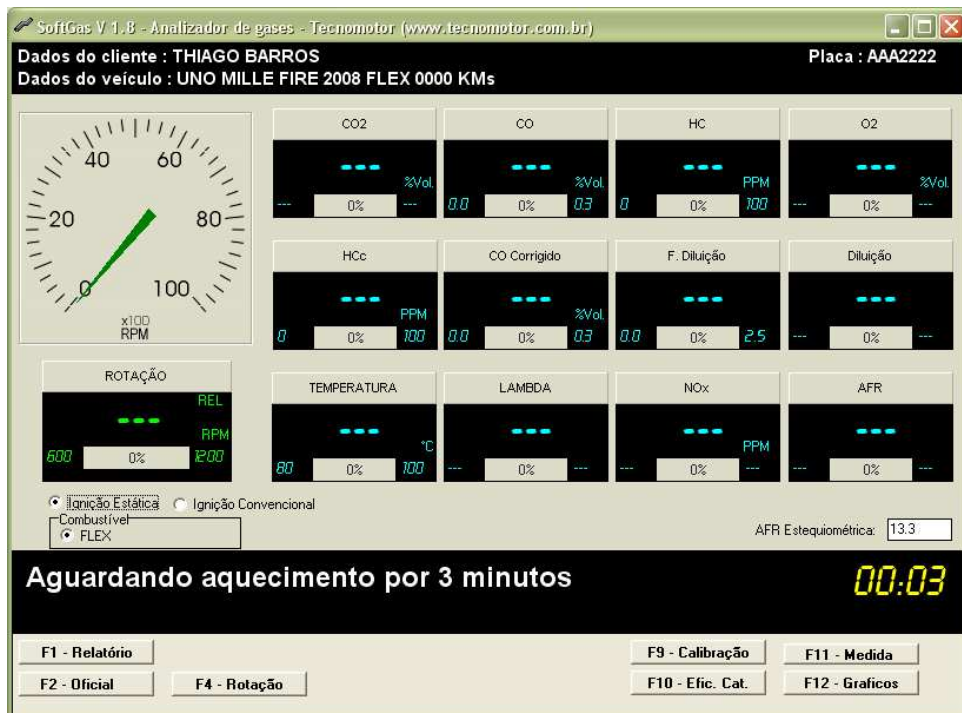 SoftGas V 1.8 - Analizador de gases - Tecnomotor (www.tecnomotor.com.br)
Dados do cliente : THIAGO BARROS
Placa : AAA2222
Dados do veículo : UNO MILLE FIRE 2008 FLEX 0000 KMs
0 20 40 60 80 100
x100
RPM
CO2
---
%Vol.
--- 0% ---
CO
---
%Vol.
0.0 0% 0.3
HC
---
PPM
0 0% 100
O2
---
%Vol.
--- 0% ---
HCc
---
PPM
0 0% 100
CO Corrigido
---
%Vol.
0.0 0% 0.3
F. Diluição
---
0.0 0% 2.5
Diluição
---
--- 0% ---
ROTAÇÃO
REL
---
RPM
600 0% 1200
TEMPERATURA
---
°C
80 0% 100
LAMBDA
---
--- 0% ---
NOx
---
PPM
--- 0% ---
AFR
---
--- 0% ---
Ignição Estática Ignição Convencional
Combustível
FLEX
AFR Estequiométrica: 13.3
Aguardando aquecimento por 3 minutos
00:03
F1 - Relatório
F9 - Calibração
F11 - Medida
F2 - Oficial
F4 - Rotação
F10 - Efic. Cat.
F12 - Graficos